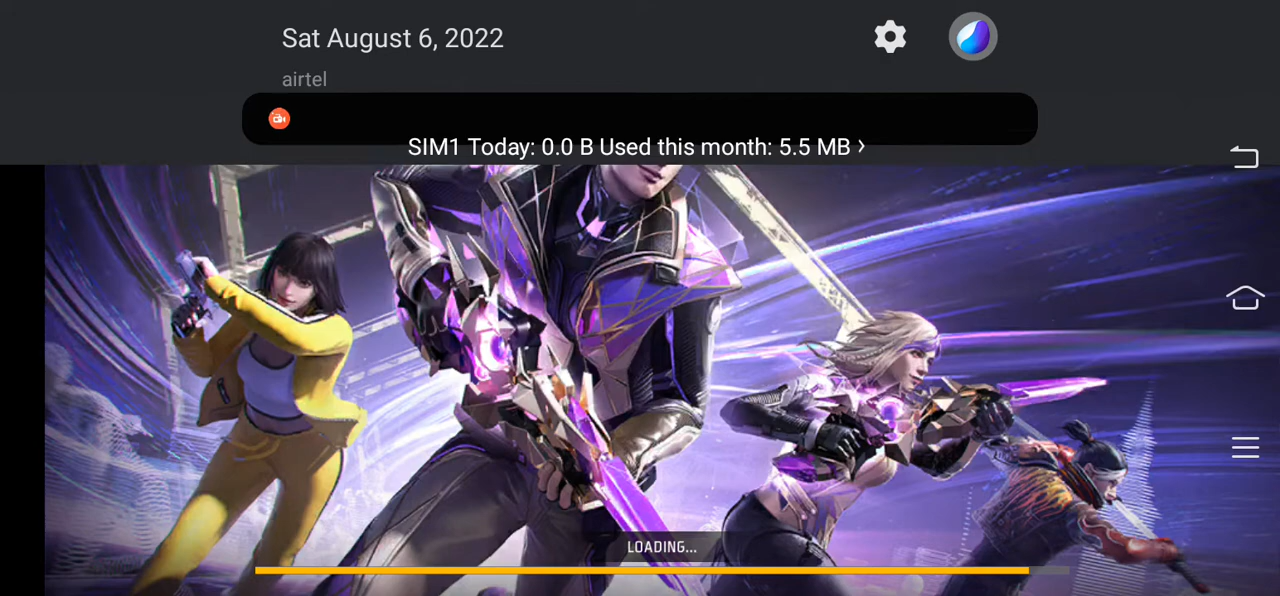 Sat August 6, 2022
airtel
SIM1 Today: 0.0 B Used this month: 5.5 MB ›
LOADING...